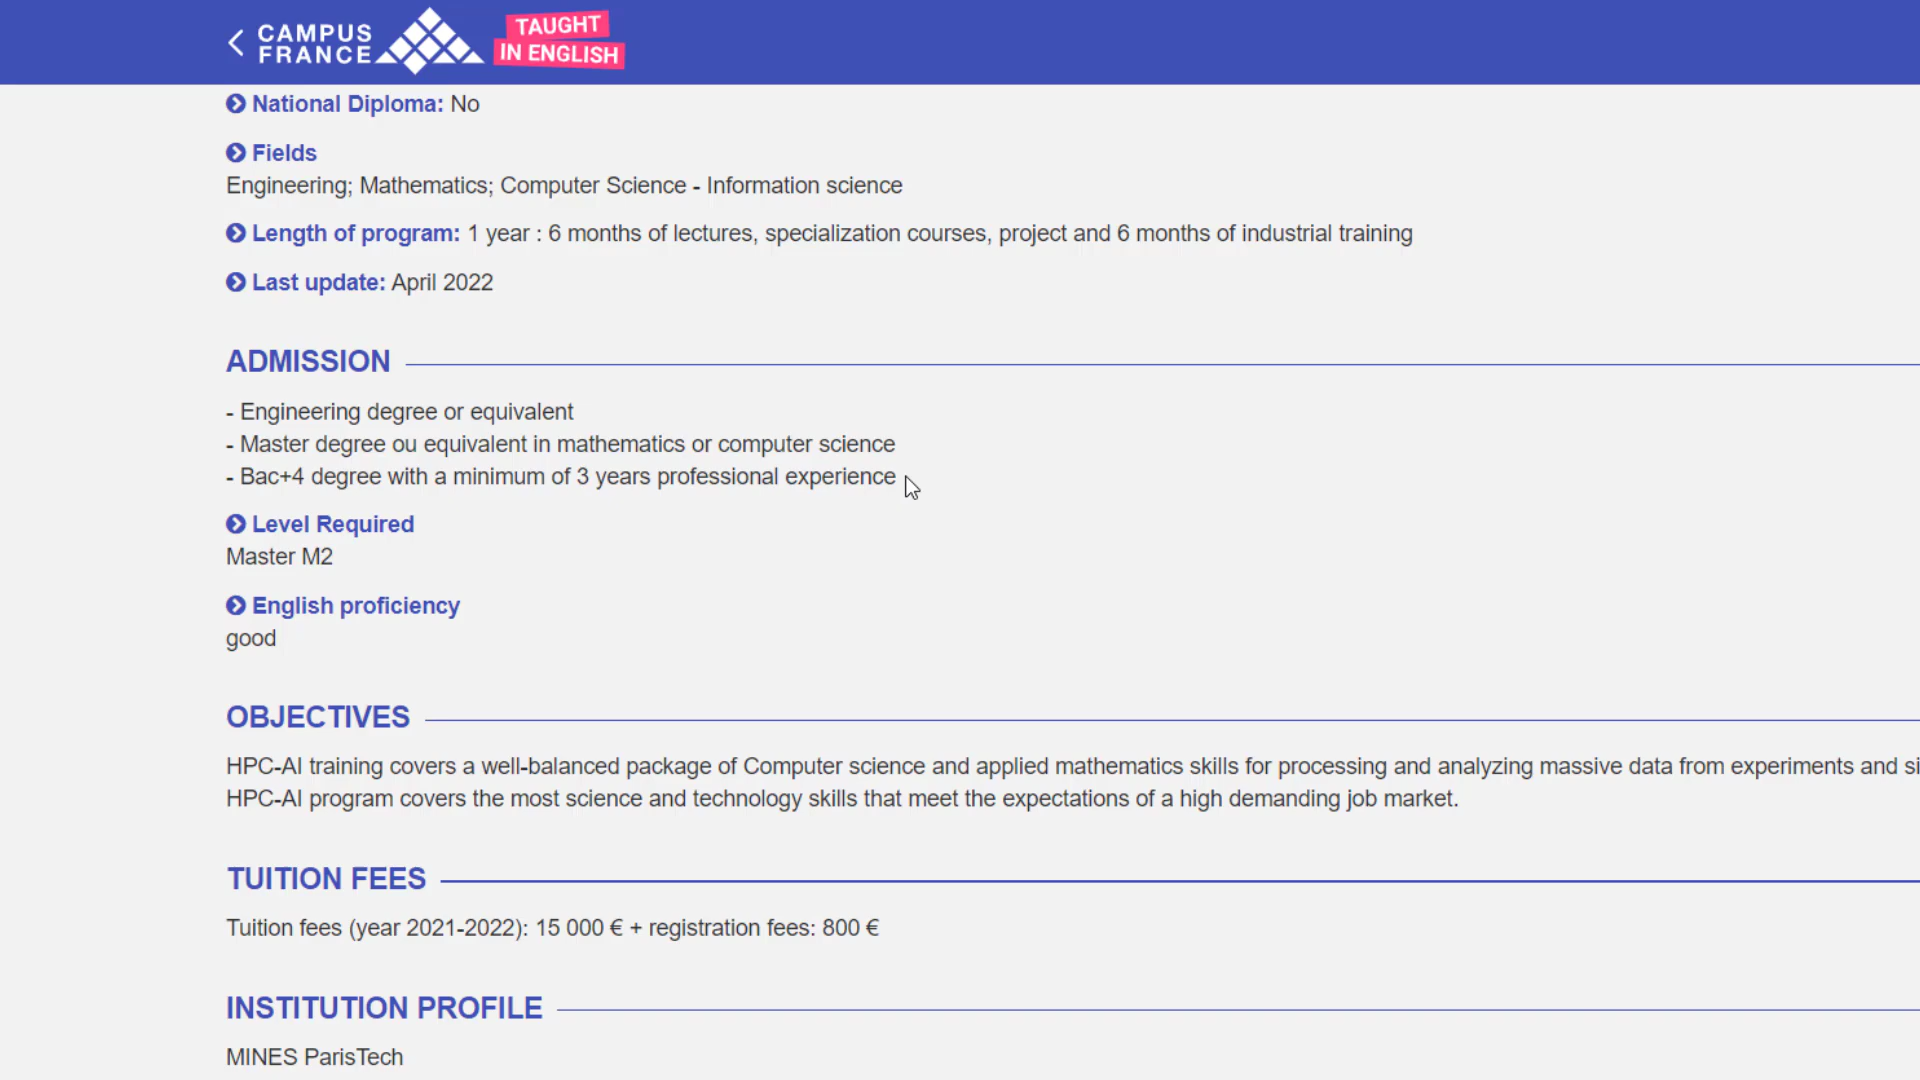 CAMPUS
FRANCE
TAUGHT
IN ENGLISH
National Diploma: No
Fields
Engineering; Mathematics; Computer Science - Information science
Length of program: 1 year : 6 months of lectures, specialization courses, project and 6 months of industrial training
Last update: April 2022
ADMISSION
- Engineering degree or equivalent
- Master degree ou equivalent in mathematics or computer science
- Bac+4 degree with a minimum of 3 years professional experience
Level Required
Master M2
English proficiency
good
OBJECTIVES
HPC-AI training covers a well-balanced package of Computer science and applied mathematics skills for processing and analyzing massive data from experiments and si
HPC-AI program covers the most science and technology skills that meet the expectations of a high demanding job market.
TUITION FEES
Tuition fees (year 2021-2022): 15 000 € + registration fees: 800 €
INSTITUTION PROFILE
MINES ParisTech